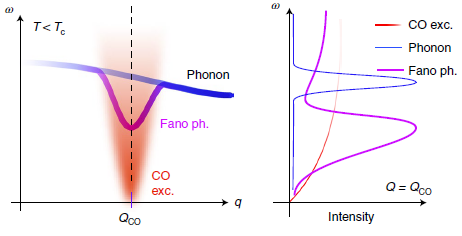 ω
T < Tc
Phonon
Fano ph.
CO
exc.
q
QCO
ω
CO exc.
Phonon
Fano ph.
Q = QCO
Intensity